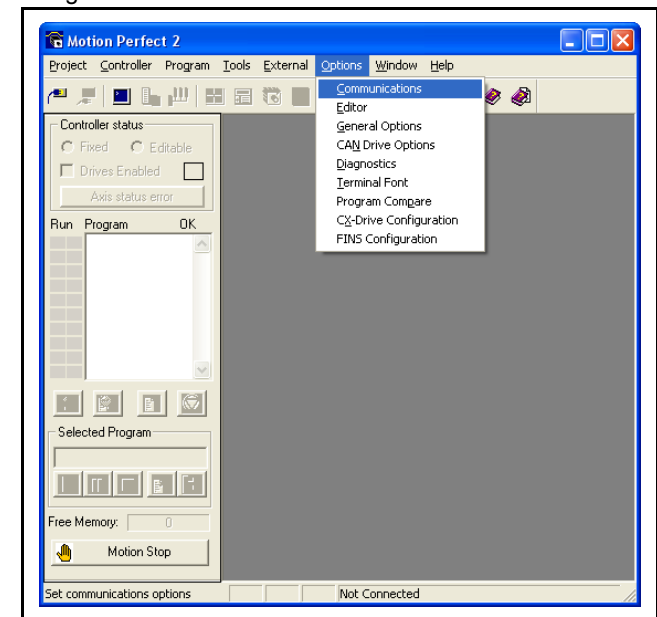 Motion Perfect 2
Project Controller Program Tools External Options Window Help
Communications
Editor
General Options
CAN Drive Options
Diagnostics
Terminal Font
Program Compare
CX-Drive Configuration
FINS Configuration
Controller status
Fixed Editable
Drives Enabled
Axis status error
Run Program OK
Selected Program
Free Memory: 0
Motion Stop
Set communications options Not Connected